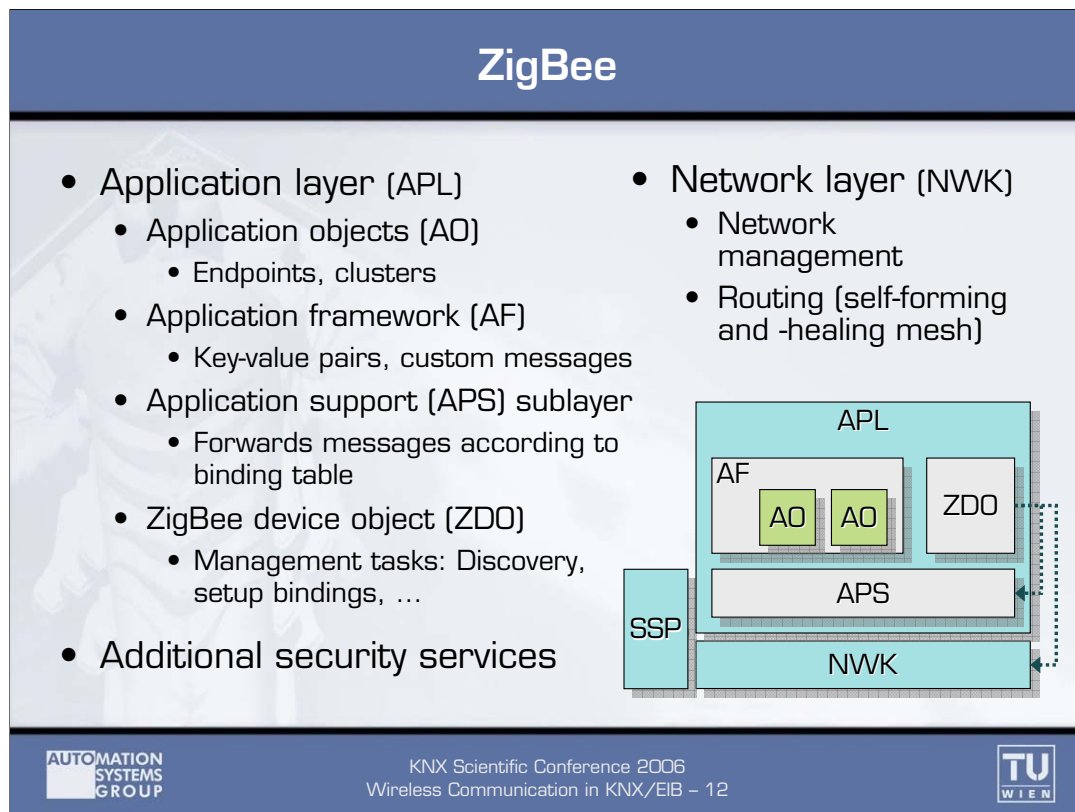 ZigBee
• Application layer (APL)
• Application objects (AO)
• Endpoints, clusters
• Application framework (AF)
• Key-value pairs, custom messages
• Application support (APS) sublayer
• Forwards messages according to
binding table
• ZigBee device object (ZDO)
• Management tasks: Discovery,
setup bindings, ...
• Additional security services
• Network layer (NWK)
• Network
management
• Routing (self-forming
and -healing mesh)
APL
AF
AO
AO
ZDO
APS
SSP
NWK
AUTOMATION
SYSTEMS
GROUP
KNX Scientific Conference 2006
Wireless Communication in KNX/EIB – 12
TU
WIEN